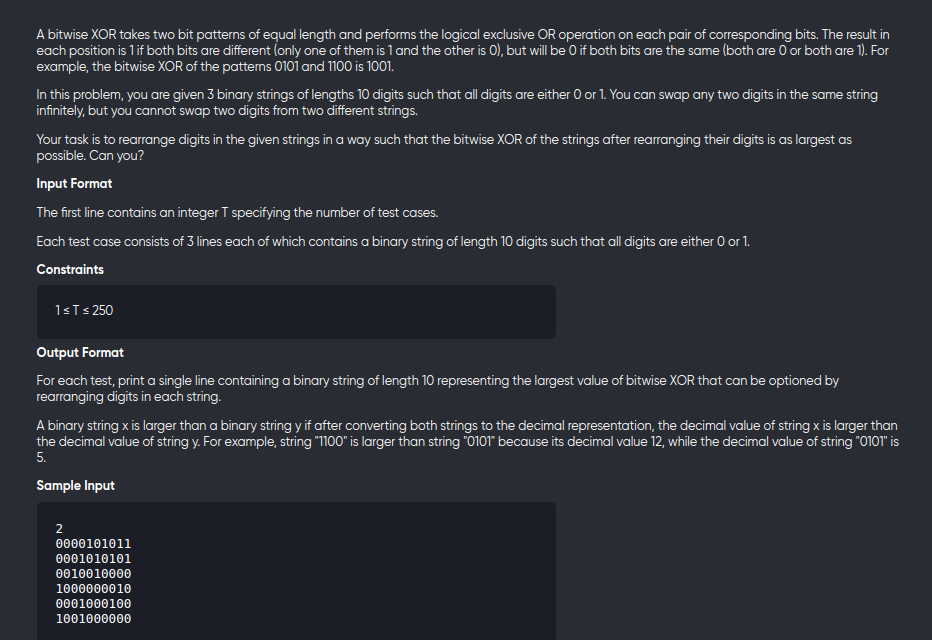 A bitwise XOR takes two bit patterns of equal length and performs the logical exclusive OR operation on each pair of corresponding bits. The result in
each position is 1 if both bits are different (only one of them is 1 and the other is 0), but will be 0 if both bits are the same (both are 0 or both are 1). For
example, the bitwise XOR of the patterns 0101 and 1100 is 1001.
In this problem, you are given 3 binary strings of lengths 10 digits such that all digits are either 0 or 1. You can swap any two digits in the same string
infinitely, but you cannot swap two digits from two different strings.
Your task is to rearrange digits in the given strings in a way such that the bitwise XOR of the strings after rearranging their digits is as largest as
possible. Can you?
Input Format
The first line contains an integer T specifying the number of test cases.
Each test case consists of 3 lines each of which contains a binary string of length 10 digits such that all digits are either 0 or 1.
Constraints
1 ≤ T ≤ 250
Output Format
For each test, print a single line containing a binary string of length 10 representing the largest value of bitwise XOR that can be optioned by
rearranging digits in each string.
A binary string x is larger than a binary string y if after converting both strings to the decimal representation, the decimal value of string x is larger than
the decimal value of string y. For example, string "1100" is larger than string "0101" because its decimal value 12, while the decimal value of string "0101" is
5.
Sample Input
2
0000101011
0001010101
0010010000
1000000010
0001000100
1001000000